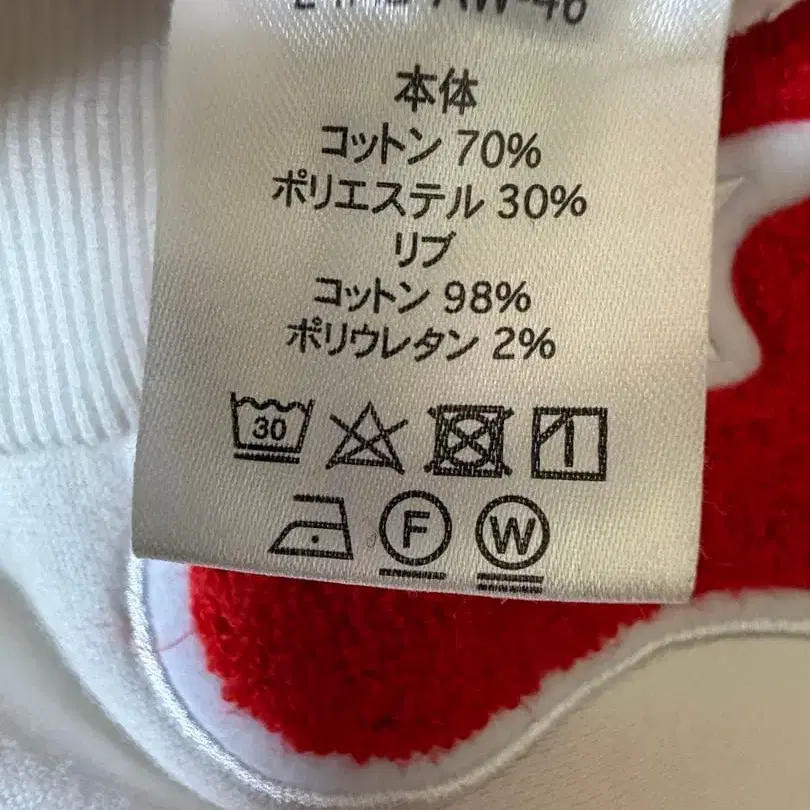 本体
コットン 70%
ポリエステル 30%
リブ
コットン 98%
ポリウレタン 2%
30
F
W